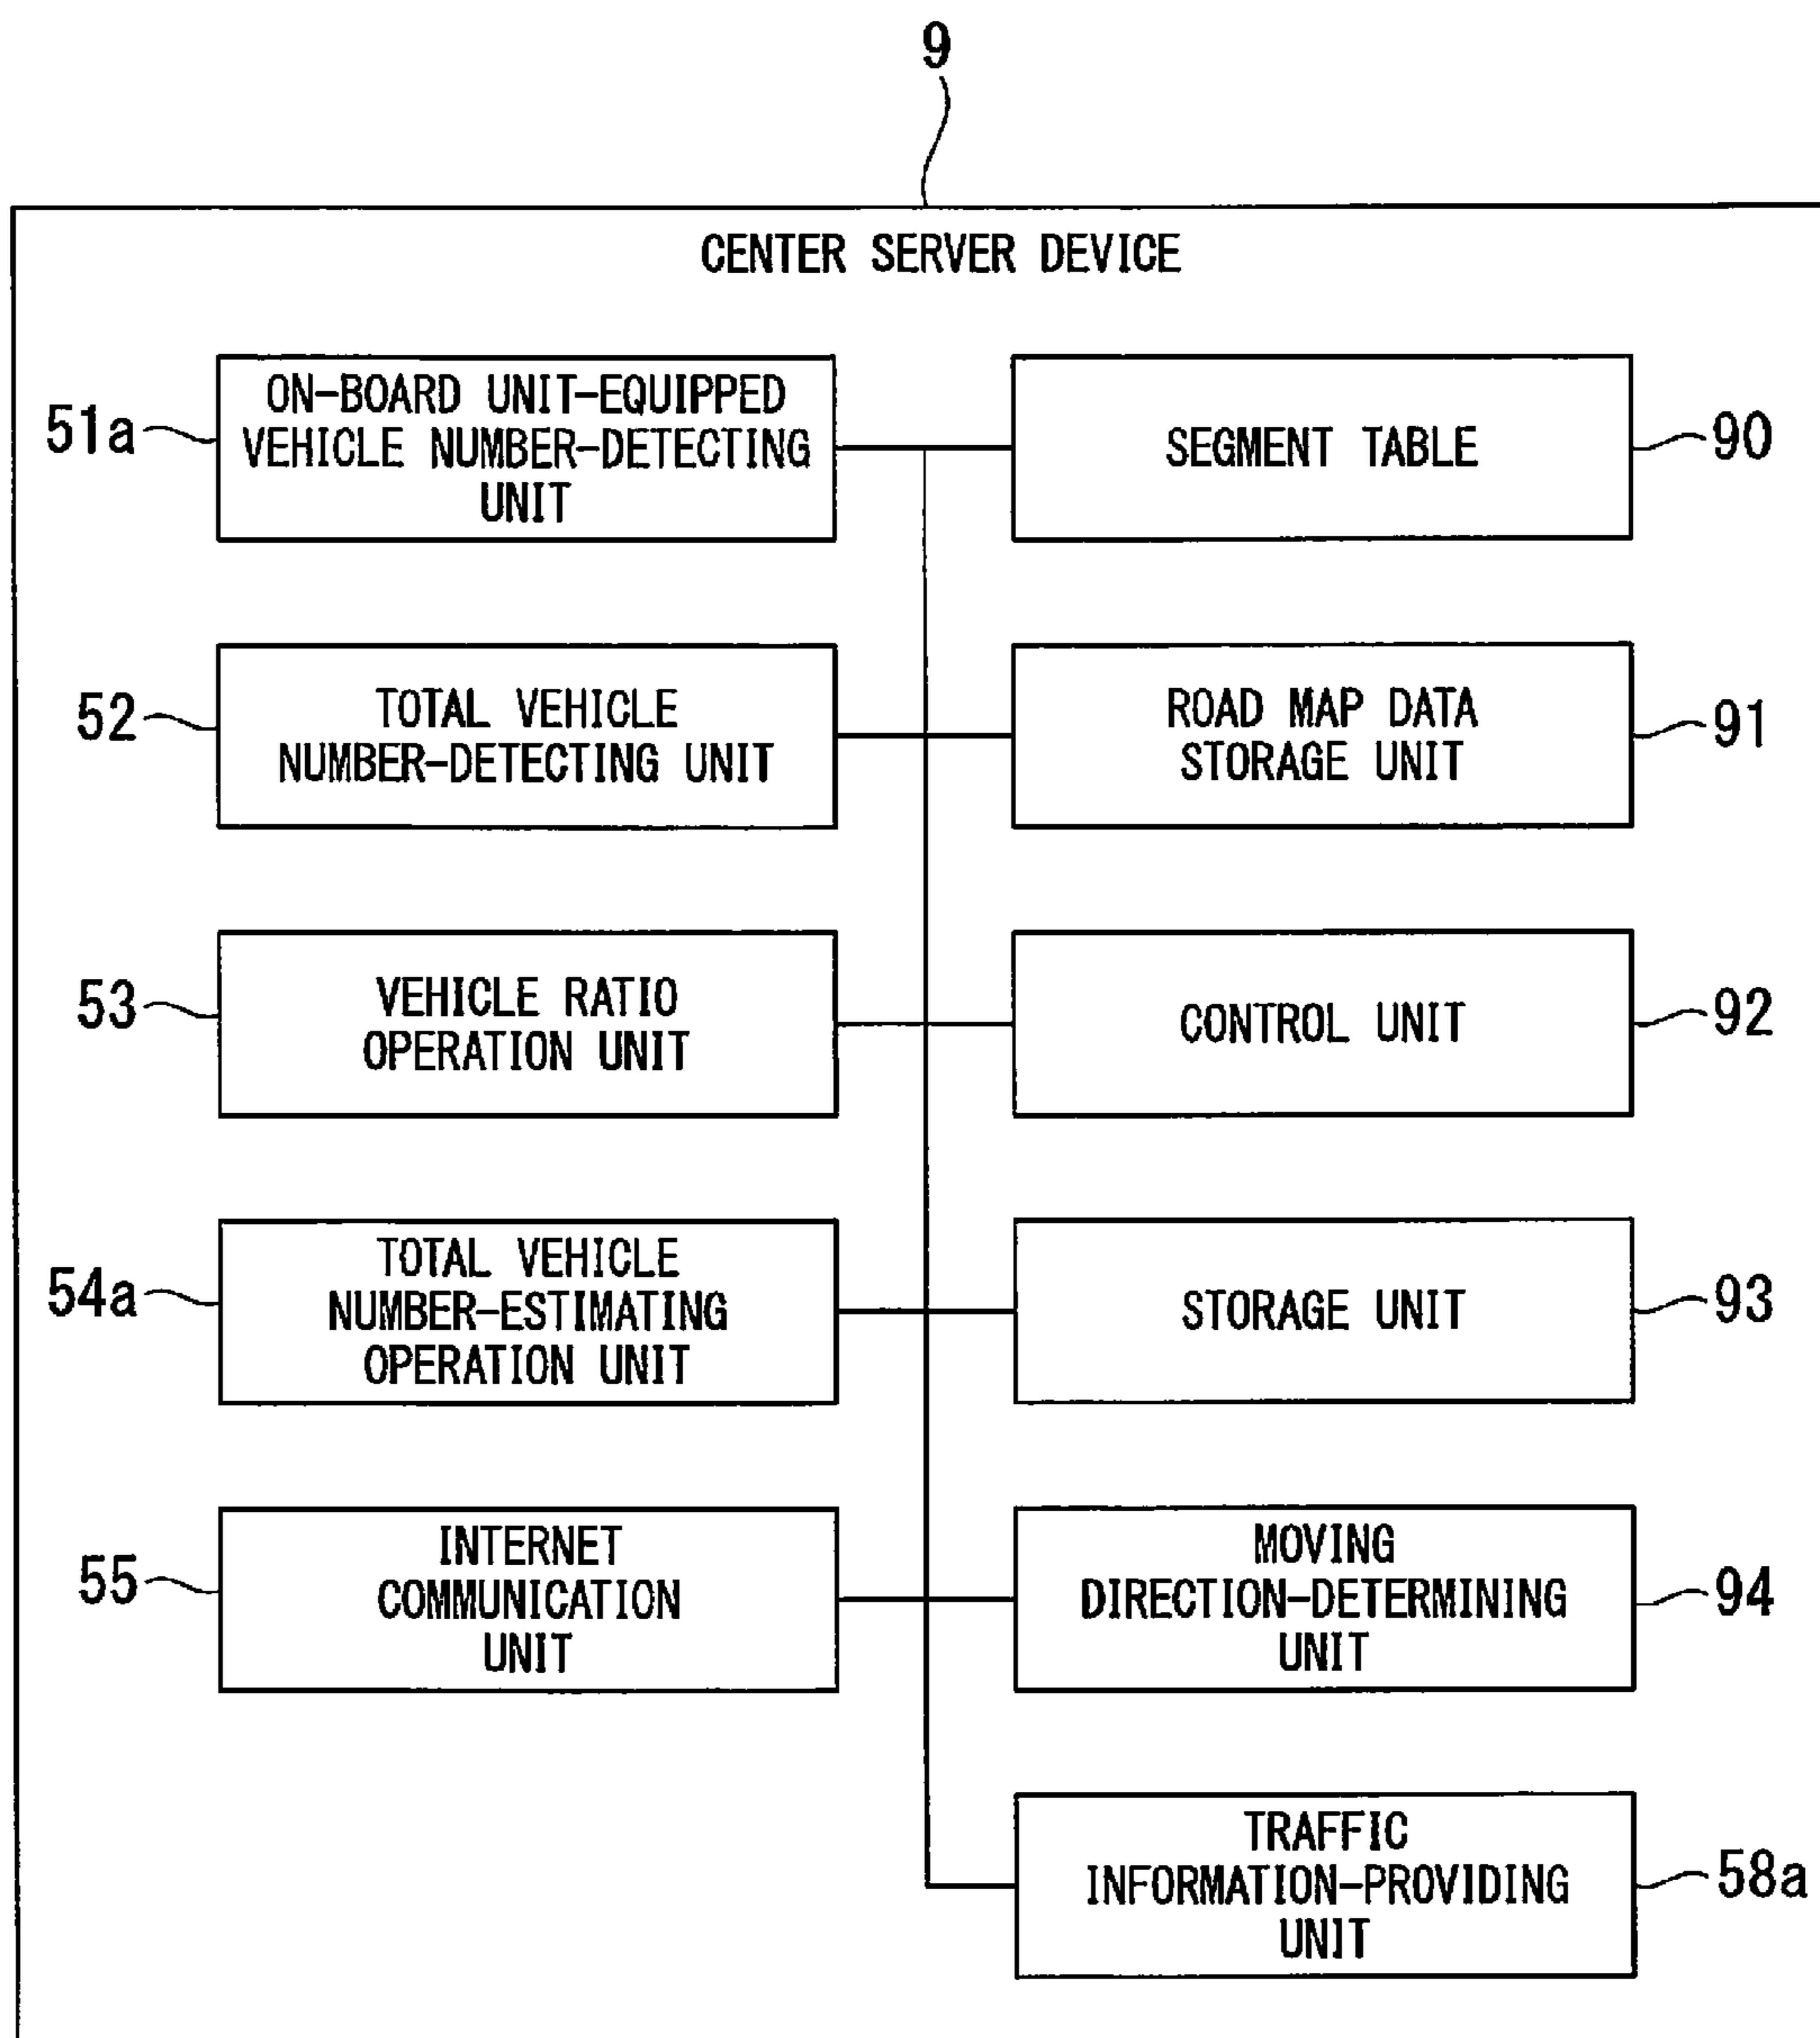 9
CENTER SERVER DEVICE
51a
ON-BOARD UNIT-EQUIPPED
VEHICLE NUMBER-DETECTING
UNIT
SEGMENT TABLE
90
52
TOTAL VEHICLE
NUMBER-DETECTING UNIT
ROAD MAP DATA
STORAGE UNIT
91
53
VEHICLE RATIO
OPERATION UNIT
CONTROL UNIT
92
54a
TOTAL VEHICLE
NUMBER-ESTIMATING
OPERATION UNIT
STORAGE UNIT
93
55
INTERNET
COMMUNICATION
UNIT
MOVING
DIRECTION-DETERMINING
UNIT
94
TRAFFIC
INFORMATION-PROVIDING
UNIT
58a